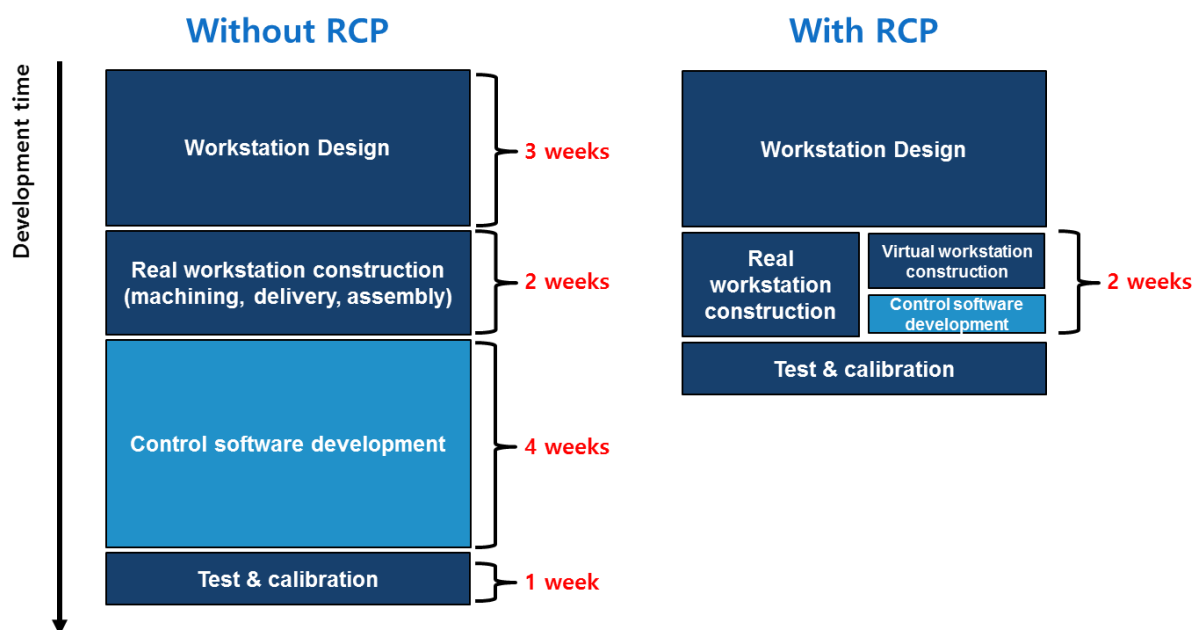 Without RCP
With RCP
Development time
Workstation Design
3 weeks
Real workstation construction
(machining, delivery, assembly)
2 weeks
Control software development
4 weeks
Test & calibration
1 week
Workstation Design
Real
workstation
construction
Virtual workstation
construction
Control software
development
2 weeks
Test & calibration